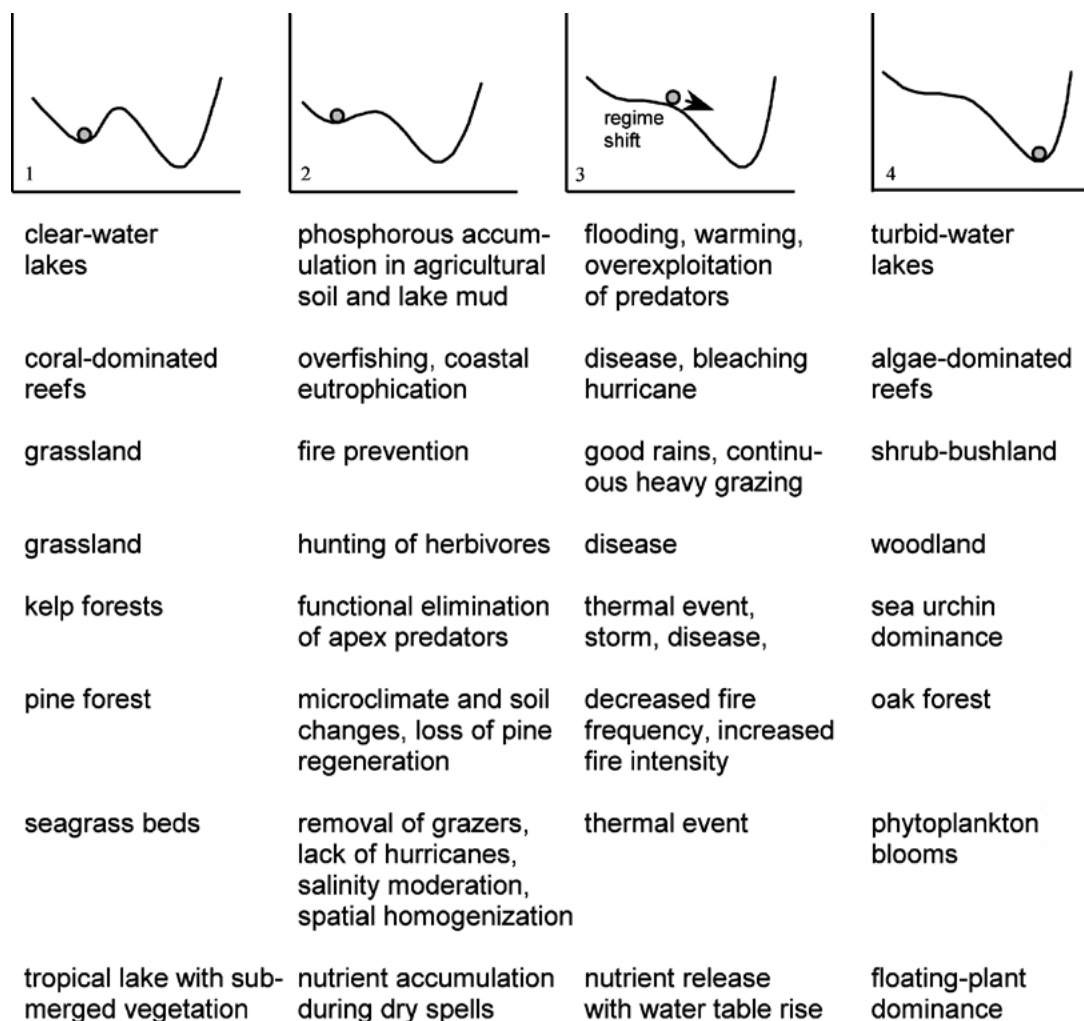 1
2
regime
shift
3
4
clear-water
lakes
phosphorous accum-
ulation in agricultural
soil and lake mud
flooding, warming,
overexploitation
of predators
turbid-water
lakes
coral-dominated
reefs
overfishing, coastal
eutrophication
disease, bleaching
hurricane
algae-dominated
reefs
grassland
fire prevention
good rains, continu-
ous heavy grazing
shrub-bushland
grassland
hunting of herbivores
disease
woodland
kelp forests
functional elimination
of apex predators
thermal event,
storm, disease,
sea urchin
dominance
pine forest
microclimate and soil
changes, loss of pine
regeneration
decreased fire
frequency, increased
fire intensity
oak forest
seagrass beds
removal of grazers,
lack of hurricanes,
salinity moderation,
spatial homogenization
thermal event
phytoplankton
blooms
tropical lake with sub-
merged vegetation
nutrient accumulation
during dry spells
nutrient release
with water table rise
floating-plant
dominance